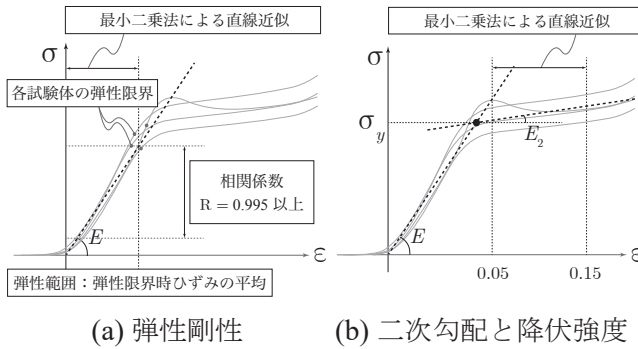 最小二乗法による直線近似
σ
各試験体の弾性限界
相関係数
R = 0.995 以上
E
ε
弾性範囲：弾性限界時ひずみの平均
(a) 弾性剛性
最小二乗法による直線近似
σ
σy
E2
E
ε
0.05
0.15
(b) 二次勾配と降伏強度